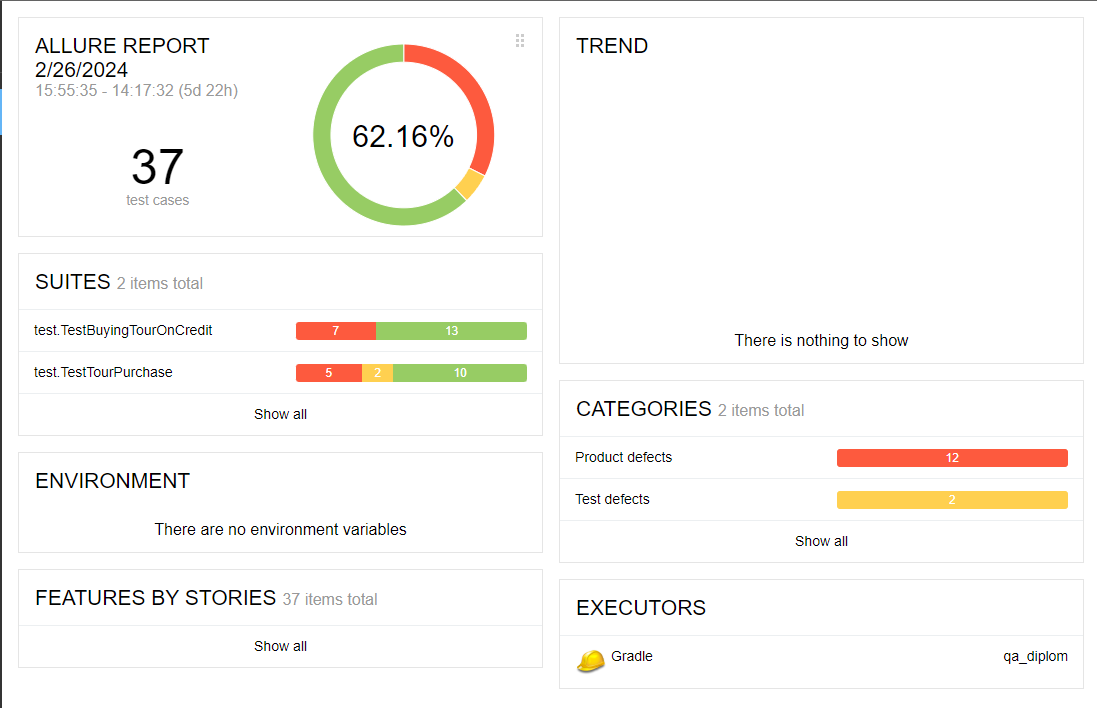 ALLURE REPORT
2/26/2024
15:55:35 - 14:17:32 (5d 22h)
37
test cases
62.16%
SUITES 2 items total
test.TestBuyingTourOnCredit 7 13
test.TestTourPurchase 5 2 10
Show all
ENVIRONMENT
There are no environment variables
FEATURES BY STORIES 37 items total
Show all
TREND
There is nothing to show
CATEGORIES 2 items total
Product defects 12
Test defects 2
Show all
EXECUTORS
Gradle qa_diplom